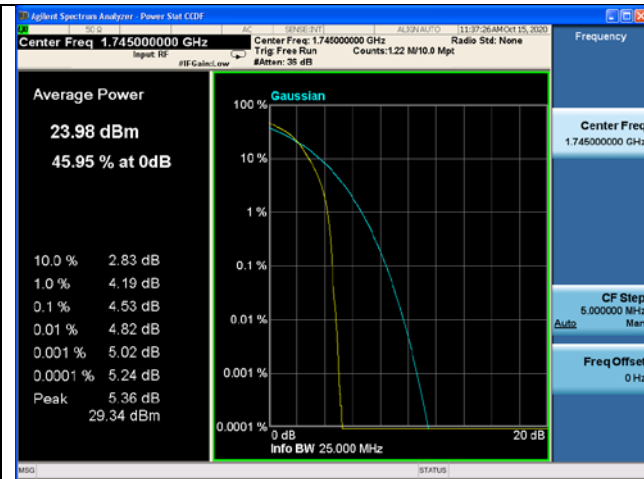 Agilent Spectrum Analyzer - Power Stat CCDF
50 Ω AC SENSE:INT ALIGN AUTO 11:37:26 AM Oct 15, 2020
Center Freq 1.745000000 GHz
Center Freq: 1.745000000 GHz Radio Std: None
Input: RF Trig: Free Run Counts:1.22 M/10.0 Mpt
#IFGain:Low #Atten: 36 dB
Frequency
Average Power
23.98 dBm
45.95 % at 0dB
10.0 % 2.83 dB
1.0 % 4.19 dB
0.1 % 4.53 dB
0.01 % 4.82 dB
0.001 % 5.02 dB
0.0001 % 5.24 dB
Peak 5.36 dB
29.34 dBm
Gaussian
100 %
10 %
1 %
0.1 %
0.01 %
0.001 %
0.0001 %
0 dB 20 dB
Info BW 25.000 MHz
Center Freq
1.745000000 GHz
CF Step
5.000000 MHz
Auto Man
Freq Offset
0 Hz
MSG STATUS